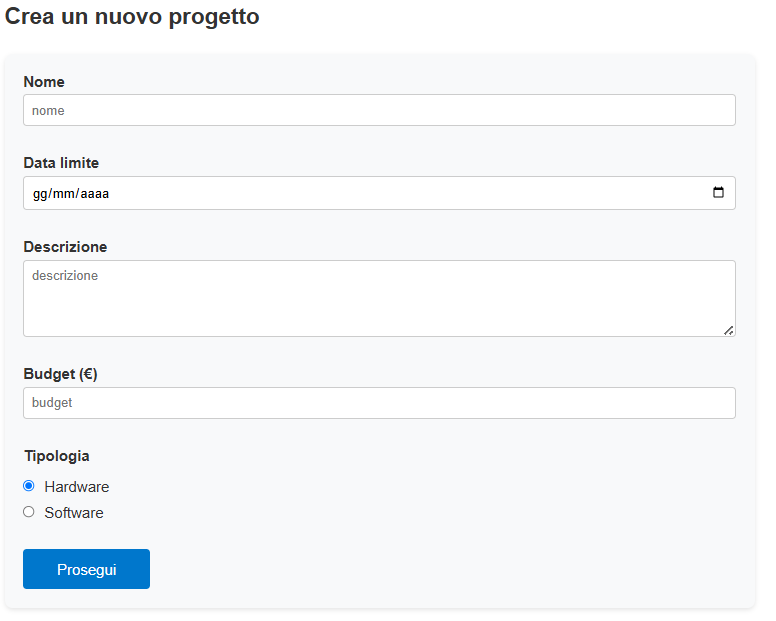 Crea un nuovo progetto
Nome
nome
Data limite
gg/mm/aaaa
Descrizione
descrizione
Budget (€)
budget
Tipologia
Hardware
Software
Prosegui